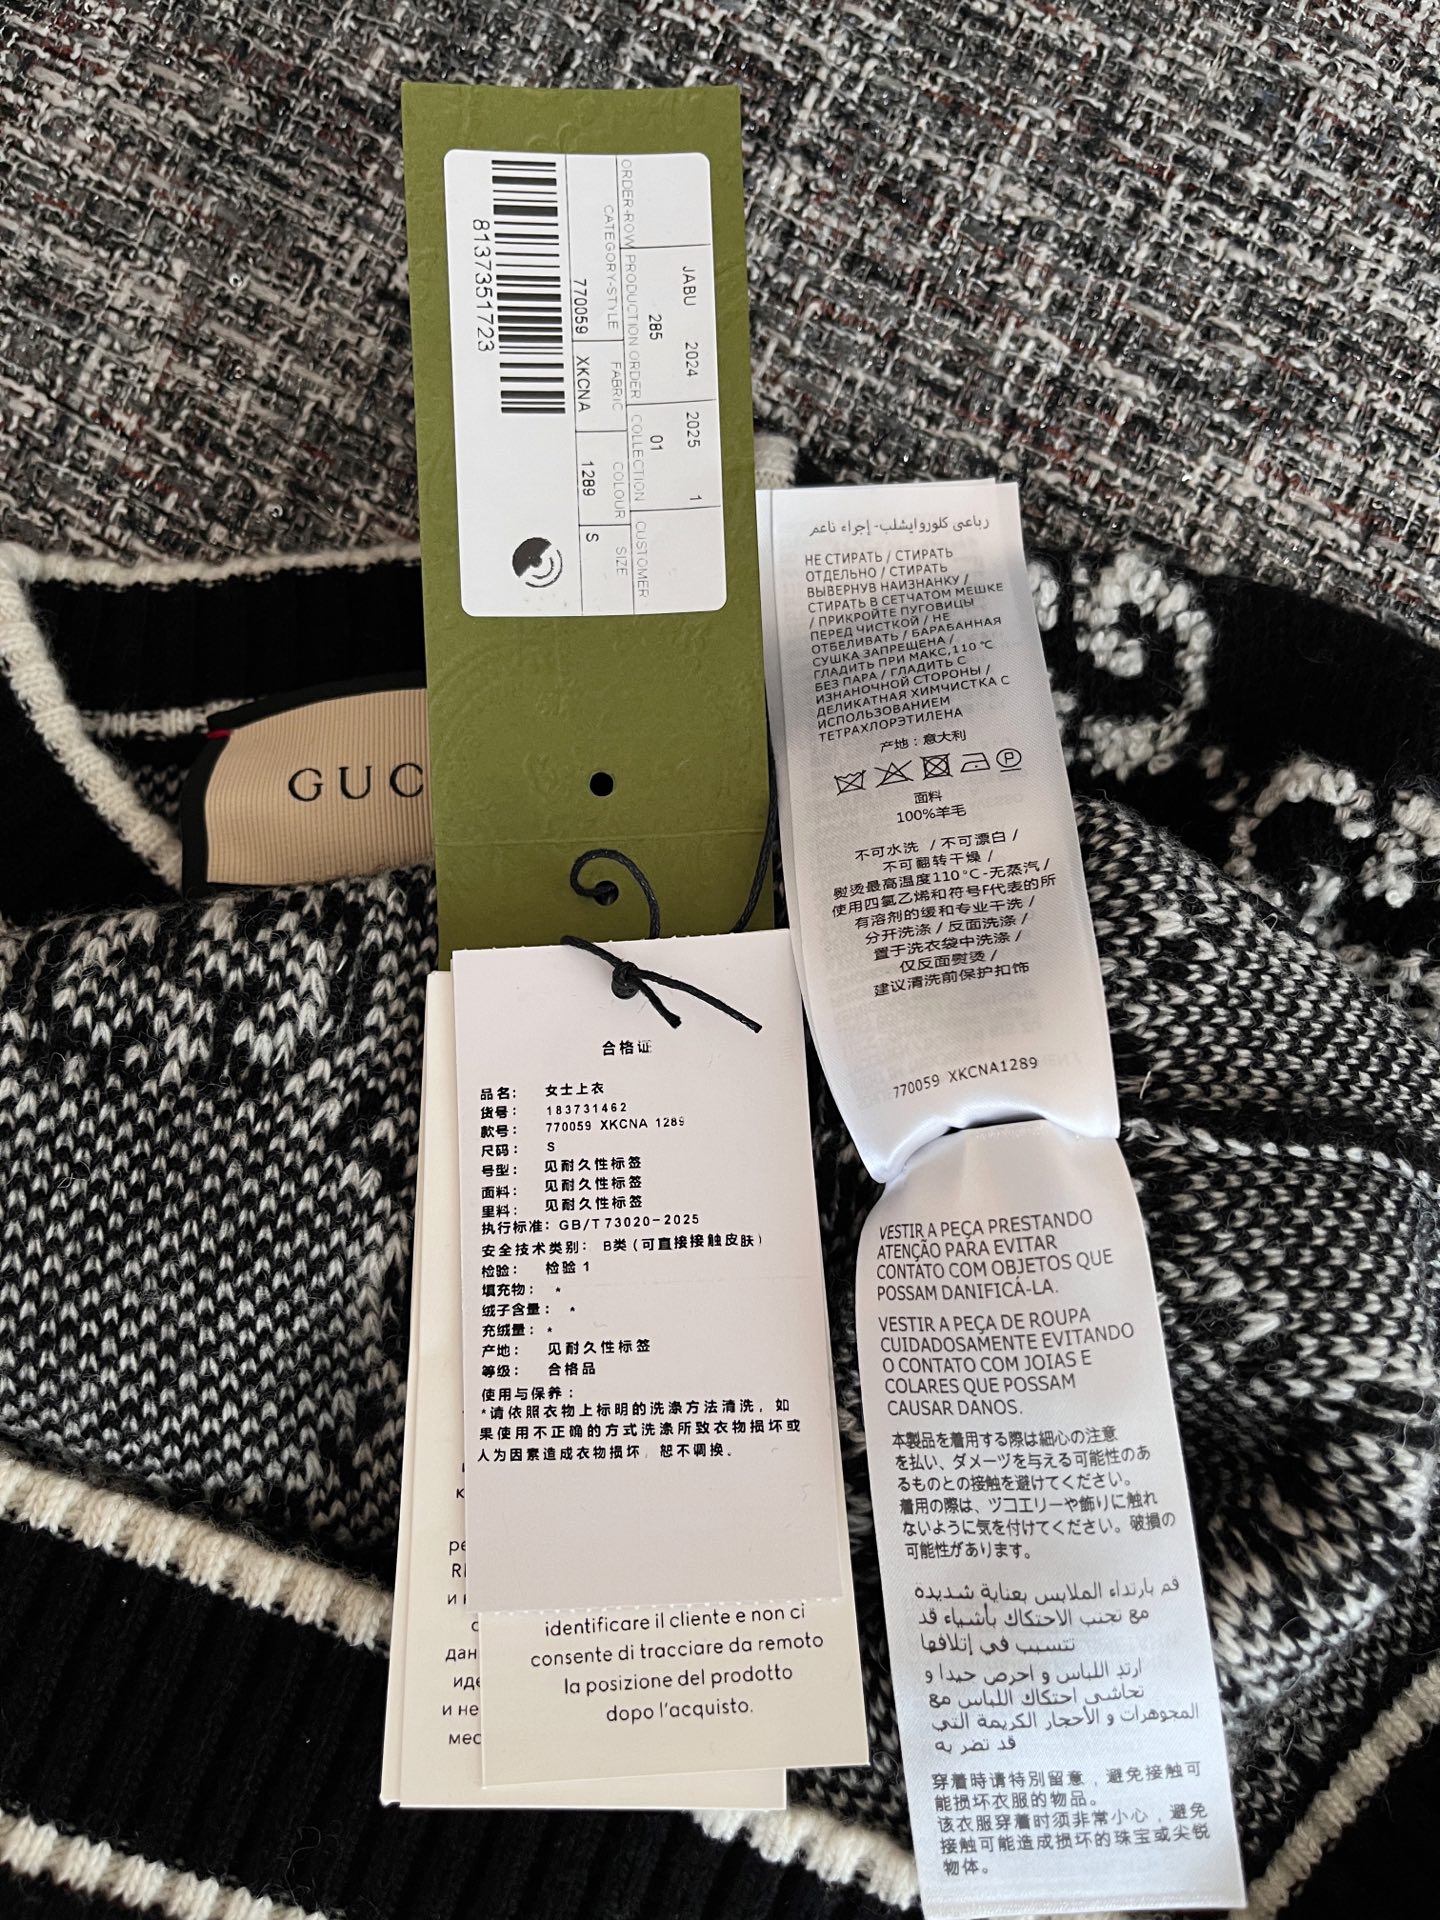 JABU 2024 2025 1
285 01
ORDER-ROW PRODUCTION ORDER COLLECTION CUSTOMER
CATEGORY-STYLE FABRIC COLOUR SIZE
770059 XKCNA 1289 S
8137351723
GUC
رباعي كلوروايثلين- إجراء ناعم
НЕ СТИРАТЬ / СТИРАТЬ
ОТДЕЛЬНО / СТИРАТЬ
ВЫВЕРНУВ НАИЗНАНКУ /
СТИРАТЬ В СЕТЧАТОМ МЕШКЕ
/ ПРИКРОЙТЕ ПУГОВИЦЫ
ПЕРЕД ЧИСТКОЙ / НЕ
ОТБЕЛИВАТЬ / БАРАБАННАЯ
СУШКА ЗАПРЕЩЕНА /
ГЛАДИТЬ ПРИ МАКС,110 °C
БЕЗ ПАРА / ГЛАДИТЬ С
ИЗНАНОЧНОЙ СТОРОНЫ /
ДЕЛИКАТНАЯ ХИМЧИСТКА С
ИСПОЛЬЗОВАНИЕМ
ТЕТРАХЛОРЭТИЛЕНА
产地：意大利
P
面料
100%羊毛
不可水洗 / 不可漂白 /
不可翻转干燥 /
熨烫最高温度110°C-无蒸汽 /
使用四氯乙烯和符号F代表的所
有溶剂的缓和专业干洗 /
分开洗涤 / 反面洗涤 /
置于洗衣袋中洗涤 /
仅反面熨烫 /
建议清洗前保护扣饰
770059 XKCNA1289
合格证
品名： 女士上衣
货号： 183731462
款号： 770059 XKCNA 1289
尺码： S
号型： 见耐久性标签
面料： 见耐久性标签
里料： 见耐久性标签
执行标准：GB/T 73020-2025
安全技术类别： B类 (可直接接触皮肤)
检验： 检验 1
填充物： *
绒子含量： *
充绒量： *
产地： 见耐久性标签
等级： 合格品
使用与保养：
*请依照衣物上标明的洗涤方法清洗，如
果使用不正确的方式洗涤所致衣物损坏或
人为因素造成衣物损坏，恕不调换。
identificare il cliente e non ci
consente di tracciare da remoto
la posizione del prodotto
dopo l'acquisto.
VESTIR A PEÇA PRESTANDO
ATENÇÃO PARA EVITAR
CONTATO COM OBJETOS QUE
POSSAM DANIFICÁ-LA.
VESTIR A PEÇA DE ROUPA
CUIDADOSAMENTE EVITANDO
O CONTATO COM JOIAS E
COLARES QUE POSSAM
CAUSAR DANOS.
本製品を着用する際は細心の注意
を払い、ダメージを与える可能性のあ
るものとの接触を避けてください。
着用の際は、ツコエリーや飾りに触れ
ないように気を付けてください。破損の
可能性があります。
قم بارتداء الملابس بعناية شديدة
مع تجنب الاحتكاك بأشياء قد
تتسبب في إتلافها
ارتدِ اللباس و احرص جيدا و
تحاشى احتكاك اللباس مع
المجوهرات و الأحجار الكريمة التي
قد تضر به
穿着時请特別留意，避免接触可
能损坏衣服的物品。
该衣服穿着时须非常小心，避免
接触可能造成损坏的珠宝或尖锐
物体。